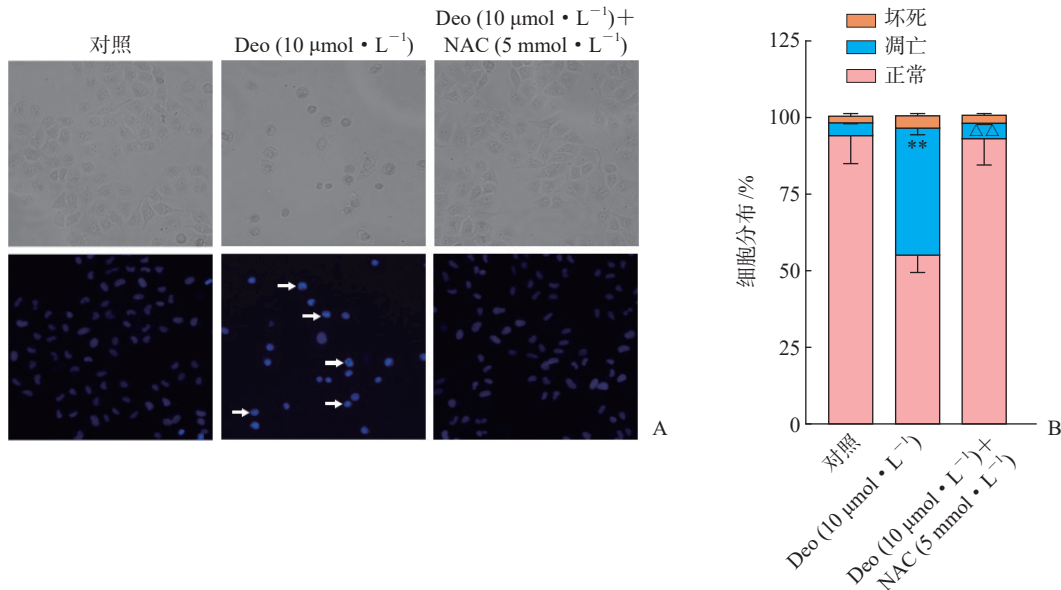 对照
Deo (10 μmol·L⁻¹)
Deo (10 μmol·L⁻¹)+
NAC (5 mmol·L⁻¹)
A
坏死
凋亡
正常
细胞分布/%
125
100
75
50
25
0
**
△△
对照
Deo (10 μmol·L⁻¹)
Deo (10 μmol·L⁻¹)+
NAC (5 mmol·L⁻¹)
B